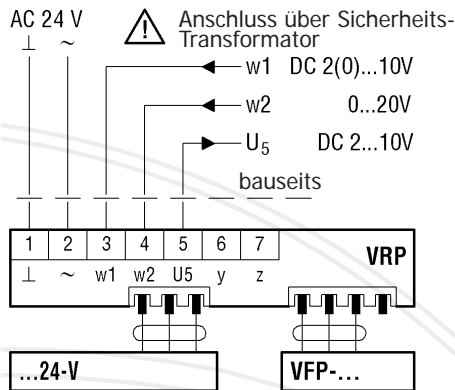 AC 24 V
Anschluss über Sicherheits-
Transformator
⊥ ~
w1 DC 2(0)...10V
w2 0...20V
U5 DC 2...10V
bauseits
1 2 3 4 5 6 7
VRP
⊥ ~ w1 w2 U5 y z
...24-V
VFP-...